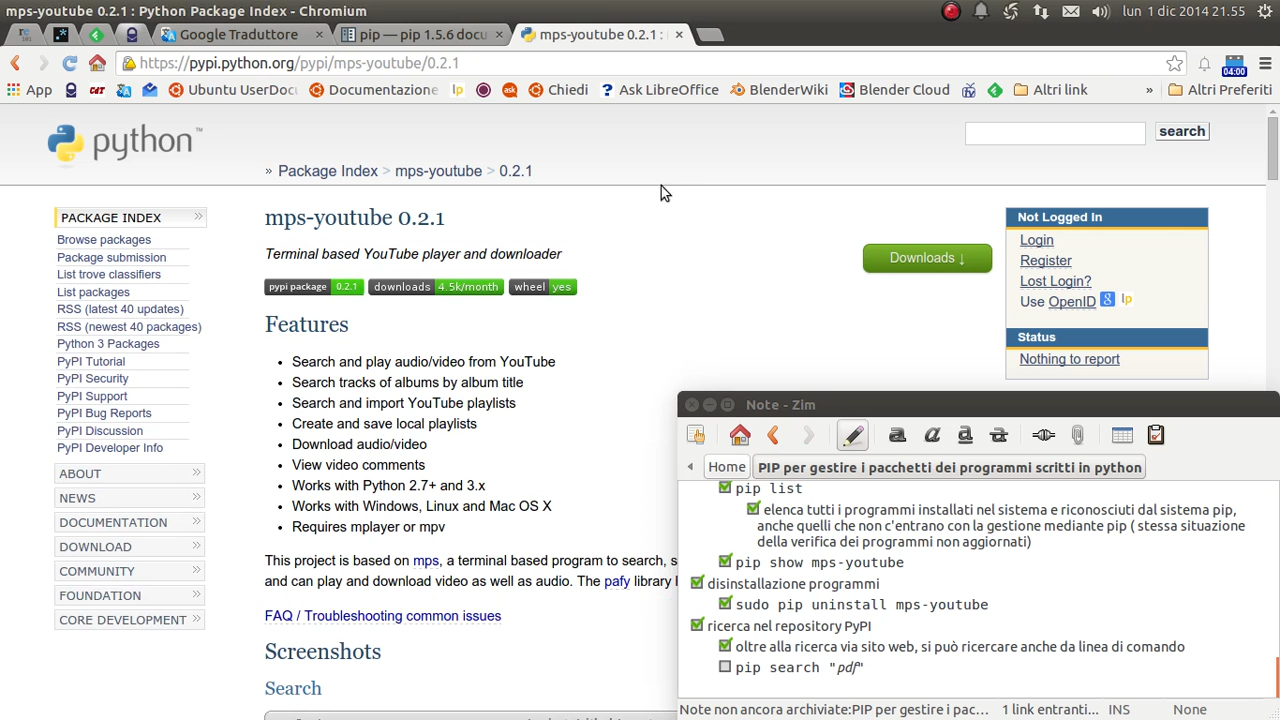 mps-youtube 0.2.1 : Python Package Index - Chromium
lun 1 dic 2014 21.55
Google Traduttore ×
pip — pip 1.5.6 docu ×
mps-youtube 0.2.1 : ×
https://pypi.python.org/pypi/mps-youtube/0.2.1
04:00
App
Ubuntu UserDoc
Documentazione
lp
ask
Chiedi
Ask LibreOffice
BlenderWiki
Blender Cloud
Altri link
»
Altri Preferiti
python™
search
» Package Index > mps-youtube > 0.2.1
PACKAGE INDEX »
Browse packages
Package submission
List trove classifiers
List packages
RSS (latest 40 updates)
RSS (newest 40 packages)
Python 3 Packages
PyPI Tutorial
PyPI Security
PyPI Support
PyPI Bug Reports
PyPI Discussion
PyPI Developer Info
ABOUT »
NEWS »
DOCUMENTATION »
DOWNLOAD »
COMMUNITY »
FOUNDATION »
CORE DEVELOPMENT »
mps-youtube 0.2.1
Terminal based YouTube player and downloader
Downloads ↓
pypi package 0.2.1 downloads 4.5k/month wheel yes
Features
• Search and play audio/video from YouTube
• Search tracks of albums by album title
• Search and import YouTube playlists
• Create and save local playlists
• Download audio/video
• View video comments
• Works with Python 2.7+ and 3.x
• Works with Windows, Linux and Mac OS X
• Requires mplayer or mpv
This project is based on mps, a terminal based program to search, s
and can play and download video as well as audio. The pafy library
FAQ / Troubleshooting common issues
Screenshots
Search
Not Logged In
Login
Register
Lost Login?
Use OpenID lp
Status
Nothing to report
Note - Zim
Home
PIP per gestire i pacchetti dei programmi scritti in python
pip list
elenca tutti i programmi installati nel sistema e riconosciuti dal sistema pip,
anche quelli che non c'entrano con la gestione mediante pip ( stessa situazione
della verifica dei programmi non aggiornati)
pip show mps-youtube
disinstallazione programmi
sudo pip uninstall mps-youtube
ricerca nel repository PyPI
oltre alla ricerca via sito web, si può ricercare anche da linea di comando
pip search "pdf"
Note non ancora archiviate:PIP per gestire i pac...
1 link entranti...
INS
None